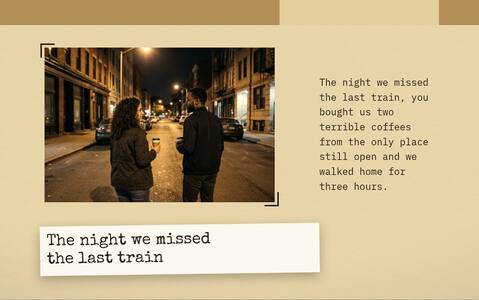 The night we missed
the last train, you
bought us two
terrible coffees
from the only place
still open and we
walked home for
three hours.
The night we missed
the last train